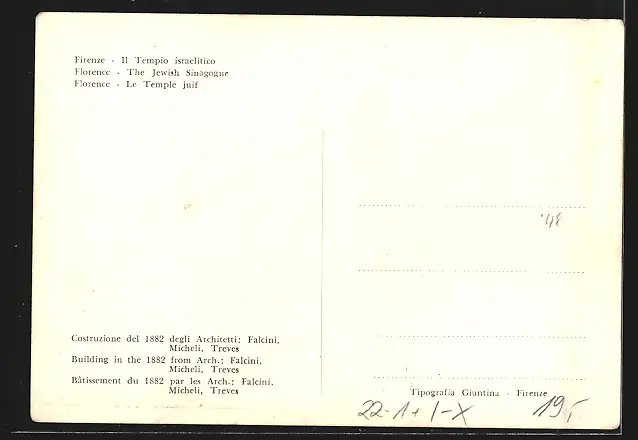 Firenze - Il Tempio israelitico
Florence - The Jewish Sinagogue
Florence - Le Temple juif
'48
Costruzione del 1882 degli Architetti: Falcini,
Micheli, Treves
Building in the 1882 from Arch.: Falcini,
Micheli, Treves
Bâtissement du 1882 par les Arch.: Falcini,
Micheli, Treves
Tipografia Giuntina - Firenze
22-1+1-X 19,-